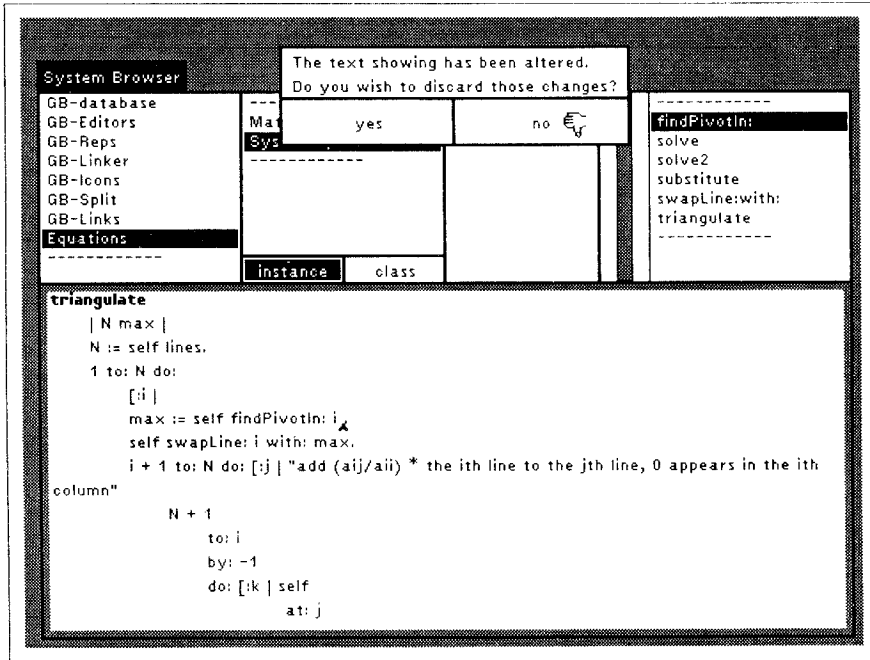 The text showing has been altered.
Do you wish to discard those changes?
yes
no
System Browser
GB-database
GB-Editors
GB-Reps
GB-Linker
GB-Icons
GB-Split
GB-Links
Equations
------------
Mat
Sys
------------
instance
class
------------
findPivotIn:
solve
solve2
substitute
swapLine:with:
triangulate
------------
triangulate
| N max |
N := self lines.
1 to: N do:
[:i |
max := self findPivotIn: i
self swapLine: i with: max.
i + 1 to: N do: [:j | "add (aij/aii) * the ith line to the jth line, 0 appears in the ith
column"
N + 1
to: i
by: -1
do: [:k | self
at: j